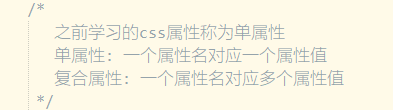 /*
之前学习的css属性称为单属性
单属性: 一个属性名对应一个属性值
复合属性: 一个属性名对应多个属性值
*/